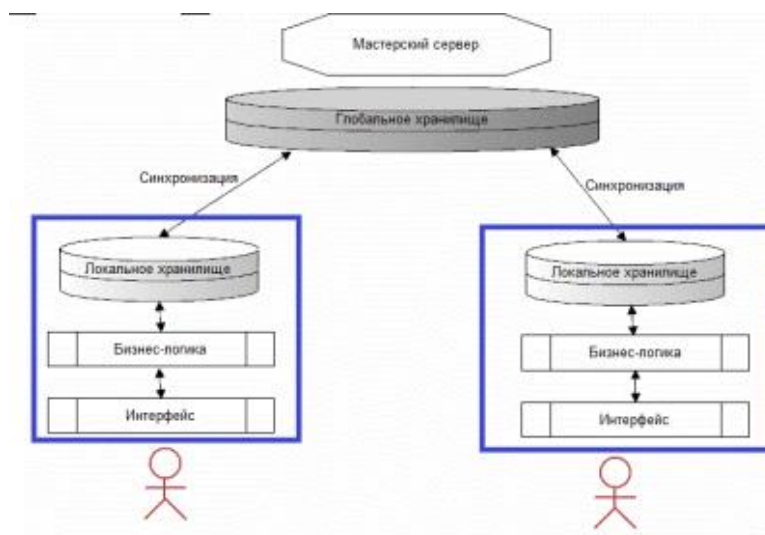 Мастерский сервер
Глобальное хранилище
Синхронизация
Синхронизация
Локальное хранилище
Локальное хранилище
Бизнес-логика
Бизнес-логика
Интерфейс
Интерфейс